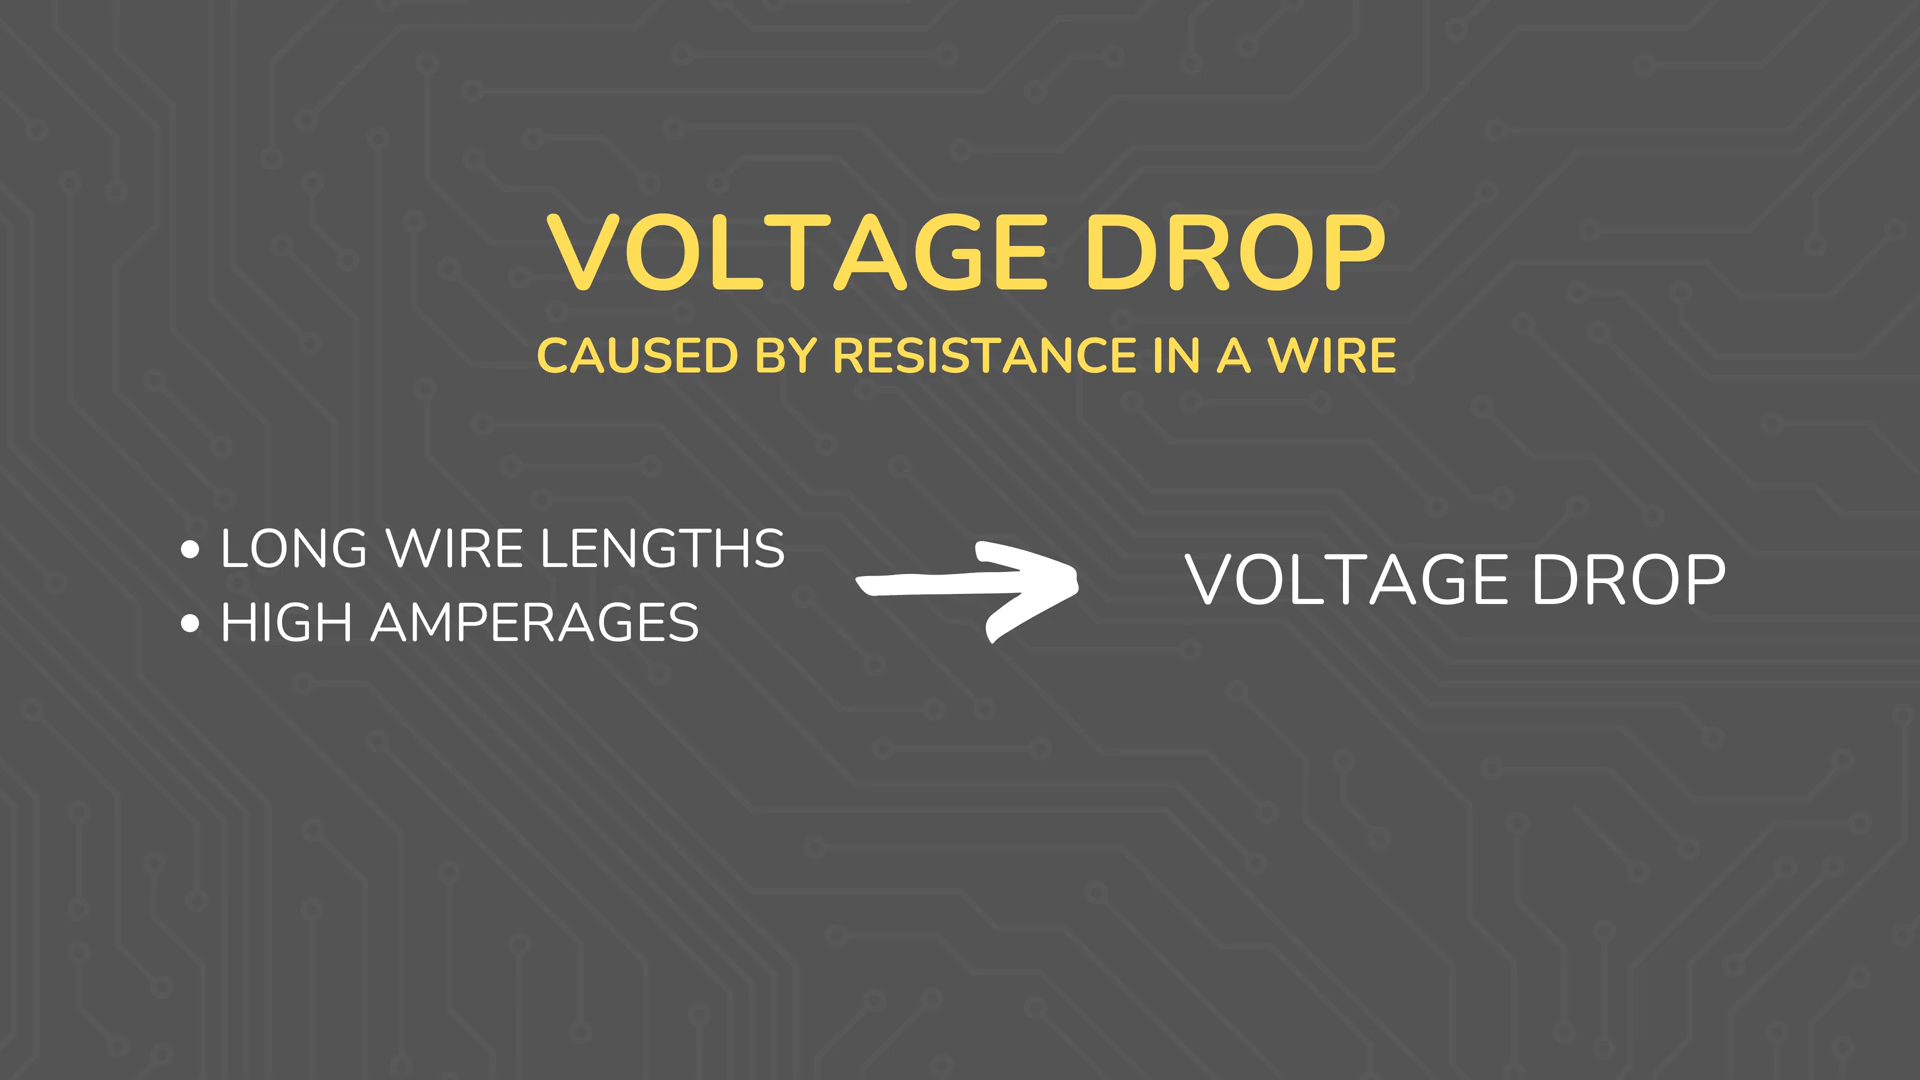 VOLTAGE DROP
CAUSED BY RESISTANCE IN A WIRE
• LONG WIRE LENGTHS
• HIGH AMPERAGES
VOLTAGE DROP